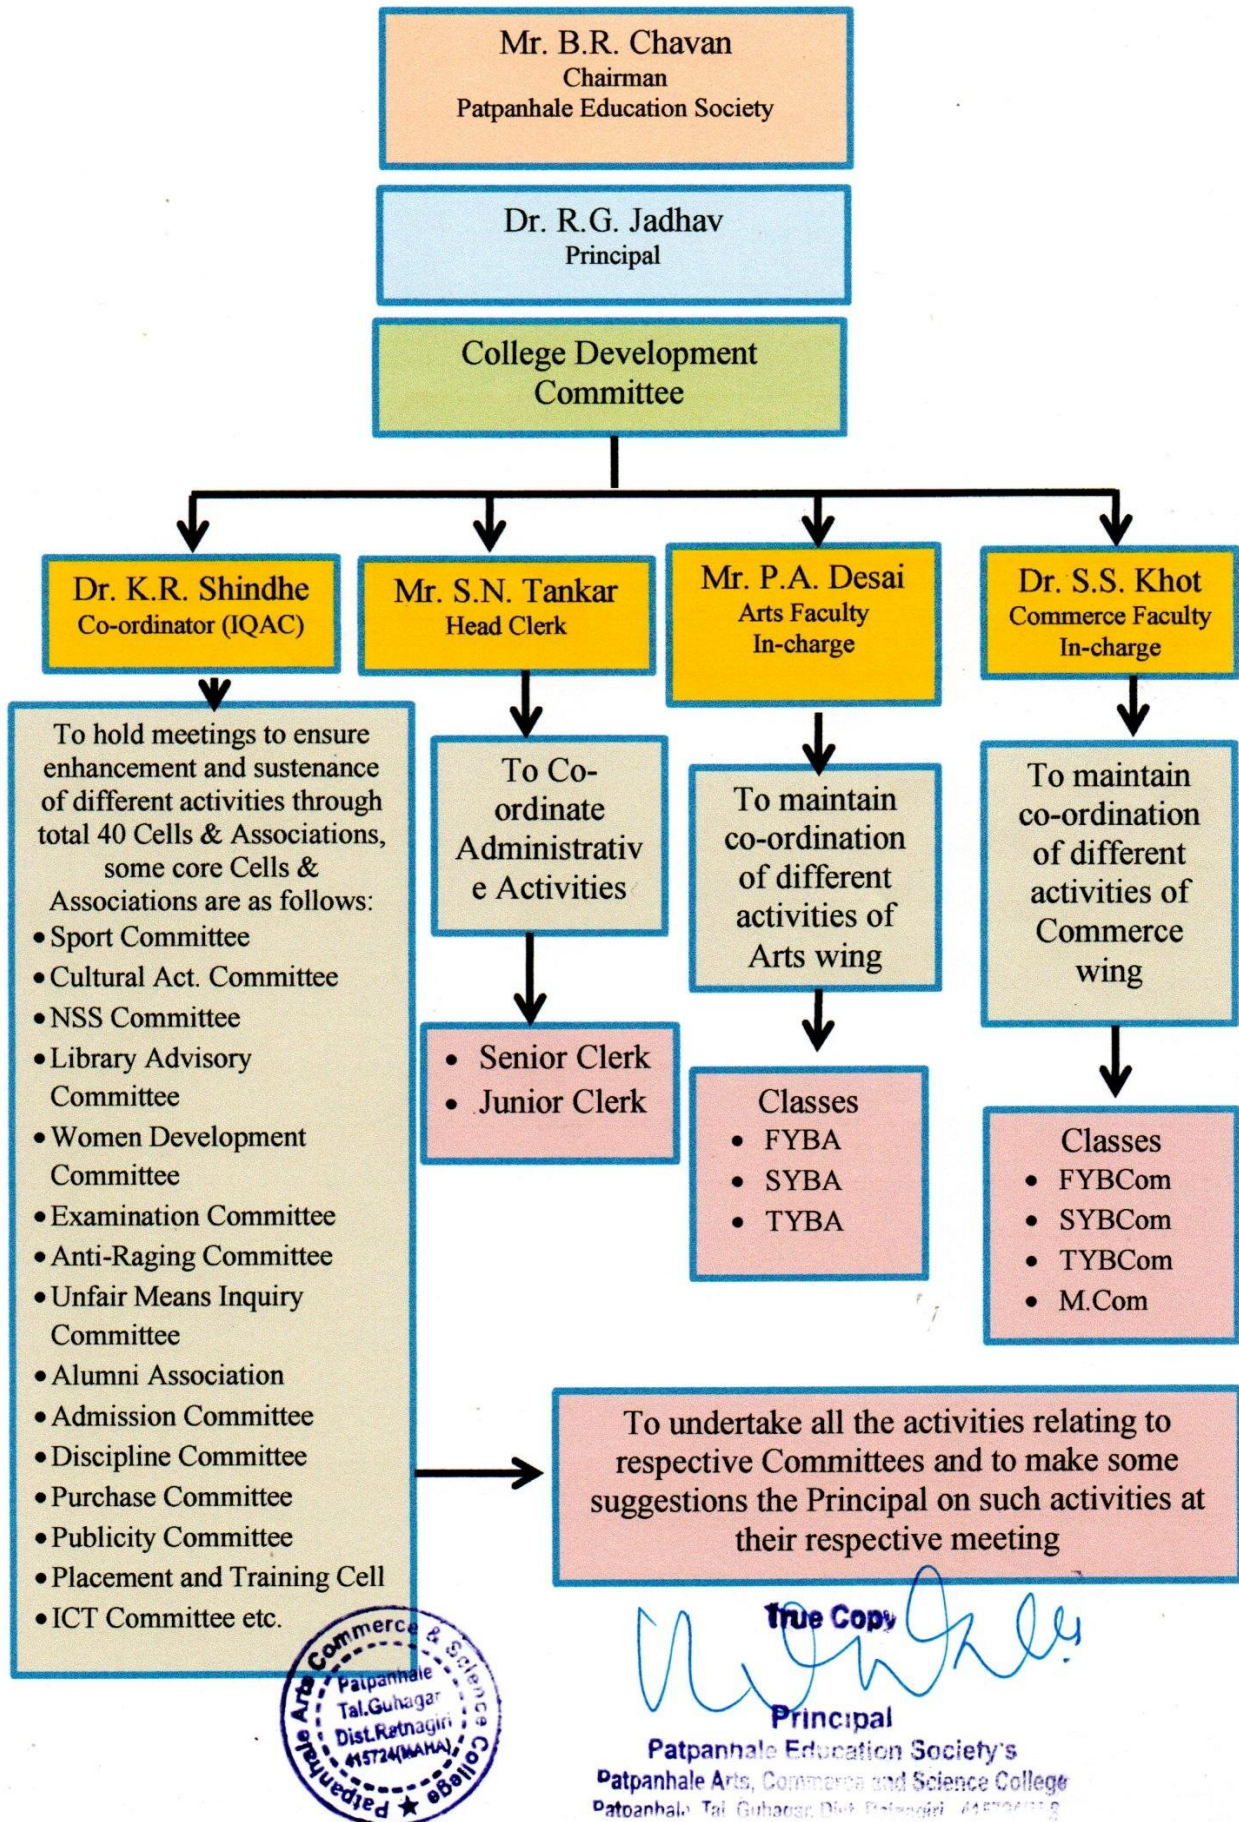 Mr. B.R. Chavan
Chairman
Patpanhale Education Society
Dr. R.G. Jadhav
Principal
College Development
Committee
Dr. K.R. Shindhe
Co-ordinator (IQAC)
Mr. S.N. Tankar
Head Clerk
Mr. P.A. Desai
Arts Faculty
In-charge
Dr. S.S. Khot
Commerce Faculty
In-charge
To hold meetings to ensure
enhancement and sustenance
of different activities through
total 40 Cells & Associations,
some core Cells &
Associations are as follows:
• Sport Committee
• Cultural Act. Committee
• NSS Committee
• Library Advisory
Committee
• Women Development
Committee
• Examination Committee
• Anti-Raging Committee
• Unfair Means Inquiry
Committee
• Alumni Association
• Admission Committee
• Discipline Committee
• Purchase Committee
• Publicity Committee
• Placement and Training Cell
• ICT Committee etc.
To Co-
ordinate
Administrativ
e Activities
• Senior Clerk
• Junior Clerk
To maintain
co-ordination
of different
activities of
Arts wing
Classes
• FYBA
• SYBA
• TYBA
To maintain
co-ordination
of different
activities of
Commerce
wing
Classes
• FYBCom
• SYBCom
• TYBCom
• M.Com
To undertake all the activities relating to
respective Committees and to make some
suggestions the Principal on such activities at
their respective meeting
Patpanhale Arts Commerce & Science College ★
Patpanhale
Tal.Guhagar
Dist.Ratnagiri
415724(MAHA)
True Copy
Principal
Patpanhale Education Society's
Patpanhale Arts, Commerce and Science College
Patpanhale Tal. Guhagar, Dist. Ratnagiri